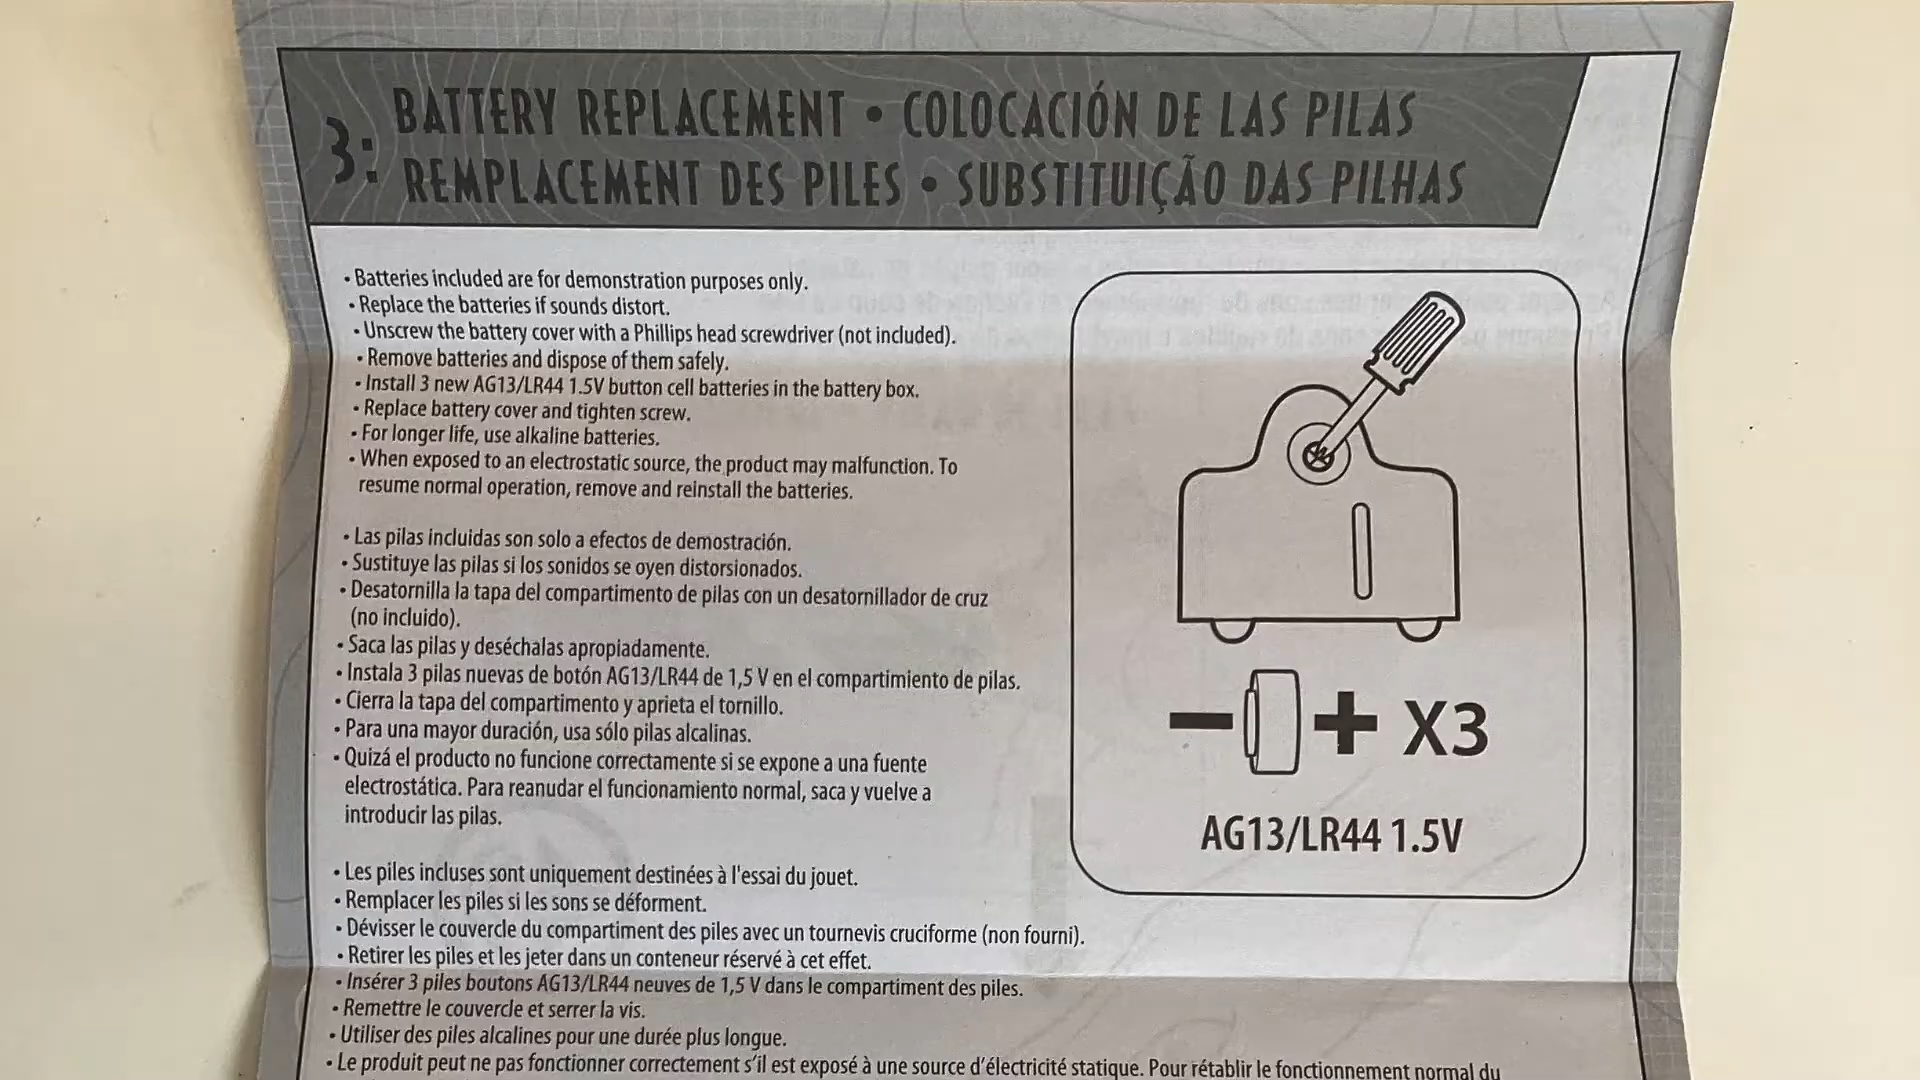 3:
BATTERY REPLACEMENT • COLOCACIÓN DE LAS PILAS
REMPLACEMENT DES PILES • SUBSTITUIÇÃO DAS PILHAS
• Batteries included are for demonstration purposes only.
• Replace the batteries if sounds distort.
• Unscrew the battery cover with a Phillips head screwdriver (not included).
• Remove batteries and dispose of them safely.
• Install 3 new AG13/LR44 1.5V button cell batteries in the battery box.
• Replace battery cover and tighten screw.
• For longer life, use alkaline batteries.
• When exposed to an electrostatic source, the product may malfunction. To
resume normal operation, remove and reinstall the batteries.
• Las pilas incluidas son solo a efectos de demostración.
• Sustituye las pilas si los sonidos se oyen distorsionados.
• Desatornilla la tapa del compartimento de pilas con un desatornillador de cruz
(no incluido).
• Saca las pilas y deséchalas apropiadamente.
• Instala 3 pilas nuevas de botón AG13/LR44 de 1,5 V en el compartimiento de pilas.
• Cierra la tapa del compartimento y aprieta el tornillo.
• Para una mayor duración, usa sólo pilas alcalinas.
• Quizá el producto no funcione correctamente si se expone a una fuente
electrostática. Para reanudar el funcionamiento normal, saca y vuelve a
introducir las pilas.
• Les piles incluses sont uniquement destinées à l'essai du jouet.
• Remplacer les piles si les sons se déforment.
• Dévisser le couvercle du compartiment des piles avec un tournevis cruciforme (non fourni).
• Retirer les piles et les jeter dans un conteneur réservé à cet effet.
• Insérer 3 piles boutons AG13/LR44 neuves de 1,5 V dans le compartiment des piles.
• Remettre le couvercle et serrer la vis.
• Utiliser des piles alcalines pour une durée plus longue.
• Le produit peut ne pas fonctionner correctement s'il est exposé à une source d'électricité statique. Pour rétablir le fonctionnement normal du
− + X3
AG13/LR44 1.5V